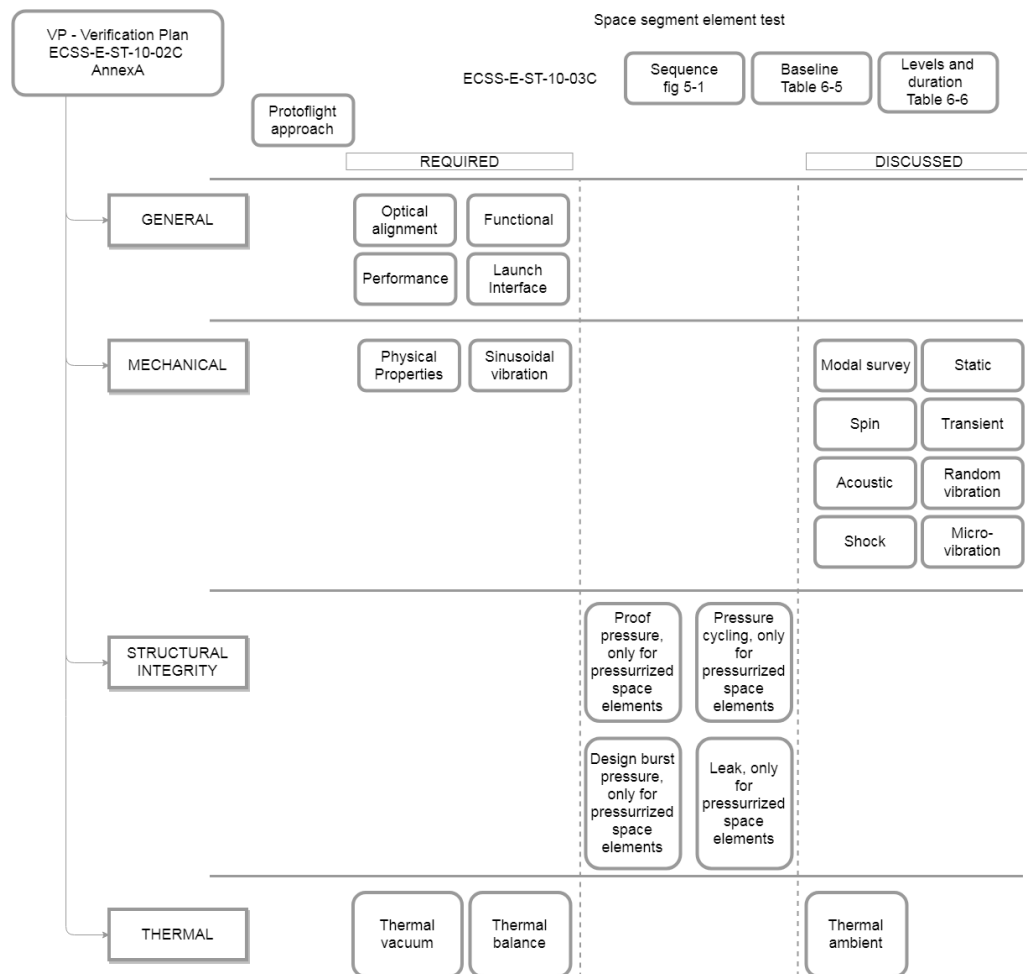 VP - Verification Plan
ECSS-E-ST-10-02C
AnnexA
Space segment element test
ECSS-E-ST-10-03C
Sequence
fig 5-1
Baseline
Table 6-5
Levels and
duration
Table 6-6
Protoflight
approach
REQUIRED
DISCUSSED
GENERAL
Optical
alignment
Functional
Performance
Launch
Interface
MECHANICAL
Physical
Properties
Sinusoidal
vibration
Modal survey
Static
Spin
Transient
Acoustic
Random
vibration
Shock
Micro-
vibration
STRUCTURAL
INTEGRITY
Proof
pressure,
only for
pressurrized
space
elements
Pressure
cycling, only
for
pressurrized
space
elements
Design burst
pressure,
only for
pressurrized
space
elements
Leak, only
for
pressurrized
space
elements
THERMAL
Thermal
vacuum
Thermal
balance
Thermal
ambient